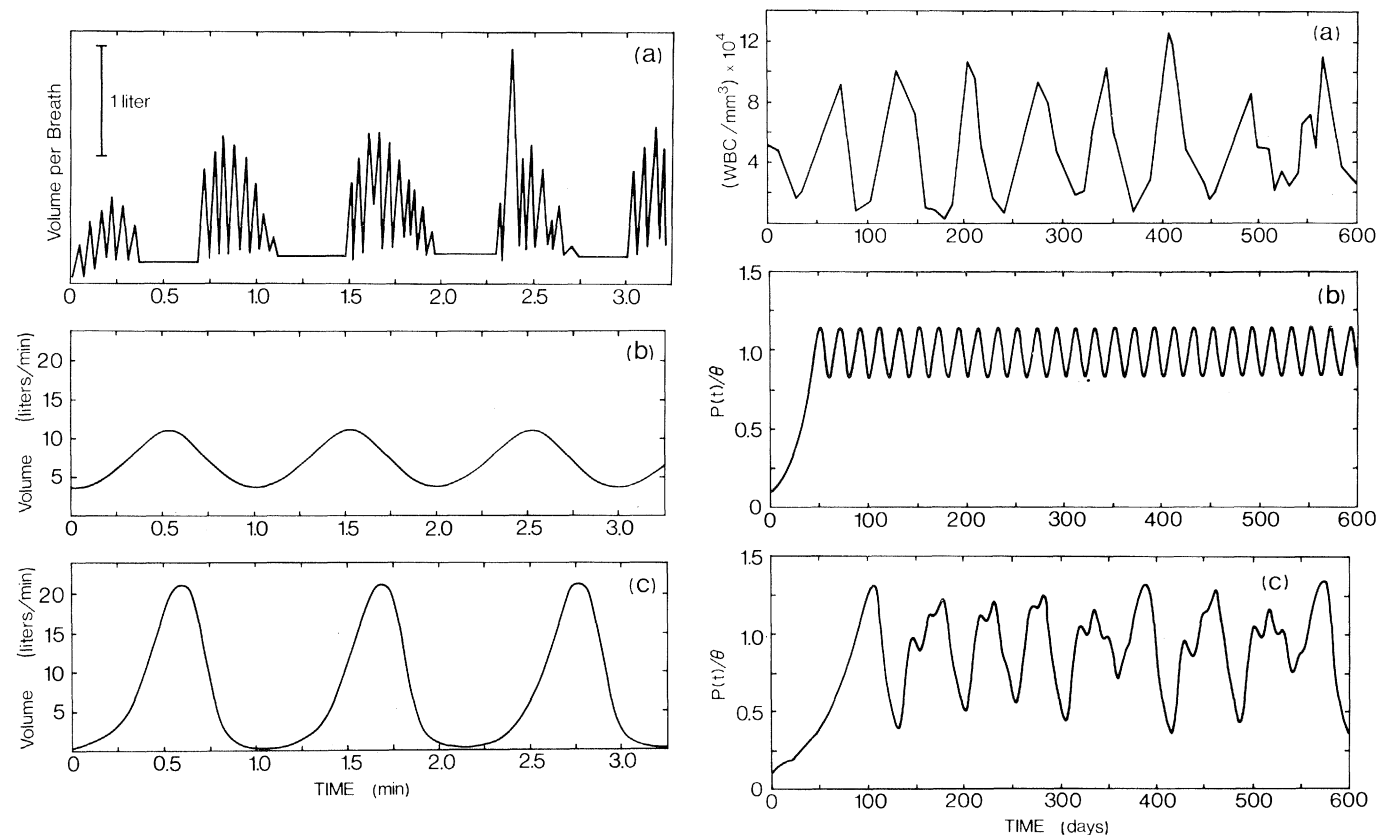 (a)
1 liter
Volume per Breath
0 0.5 1.0 1.5 2.0 2.5 3.0
(b)
Volume (liters/min)
20
15
10
5
0 0.5 1.0 1.5 2.0 2.5 3.0
(c)
Volume (liters/min)
20
15
10
5
0 0.5 1.0 1.5 2.0 2.5 3.0
TIME (min)
(a)
(WBC/mm³) × 10⁴
12
8
4
0 100 200 300 400 500 600
(b)
P(t)/θ
1.5
1.0
0.5
0
0 100 200 300 400 500 600
(c)
P(t)/θ
1.5
1.0
0.5
0
0 100 200 300 400 500 600
TIME (days)